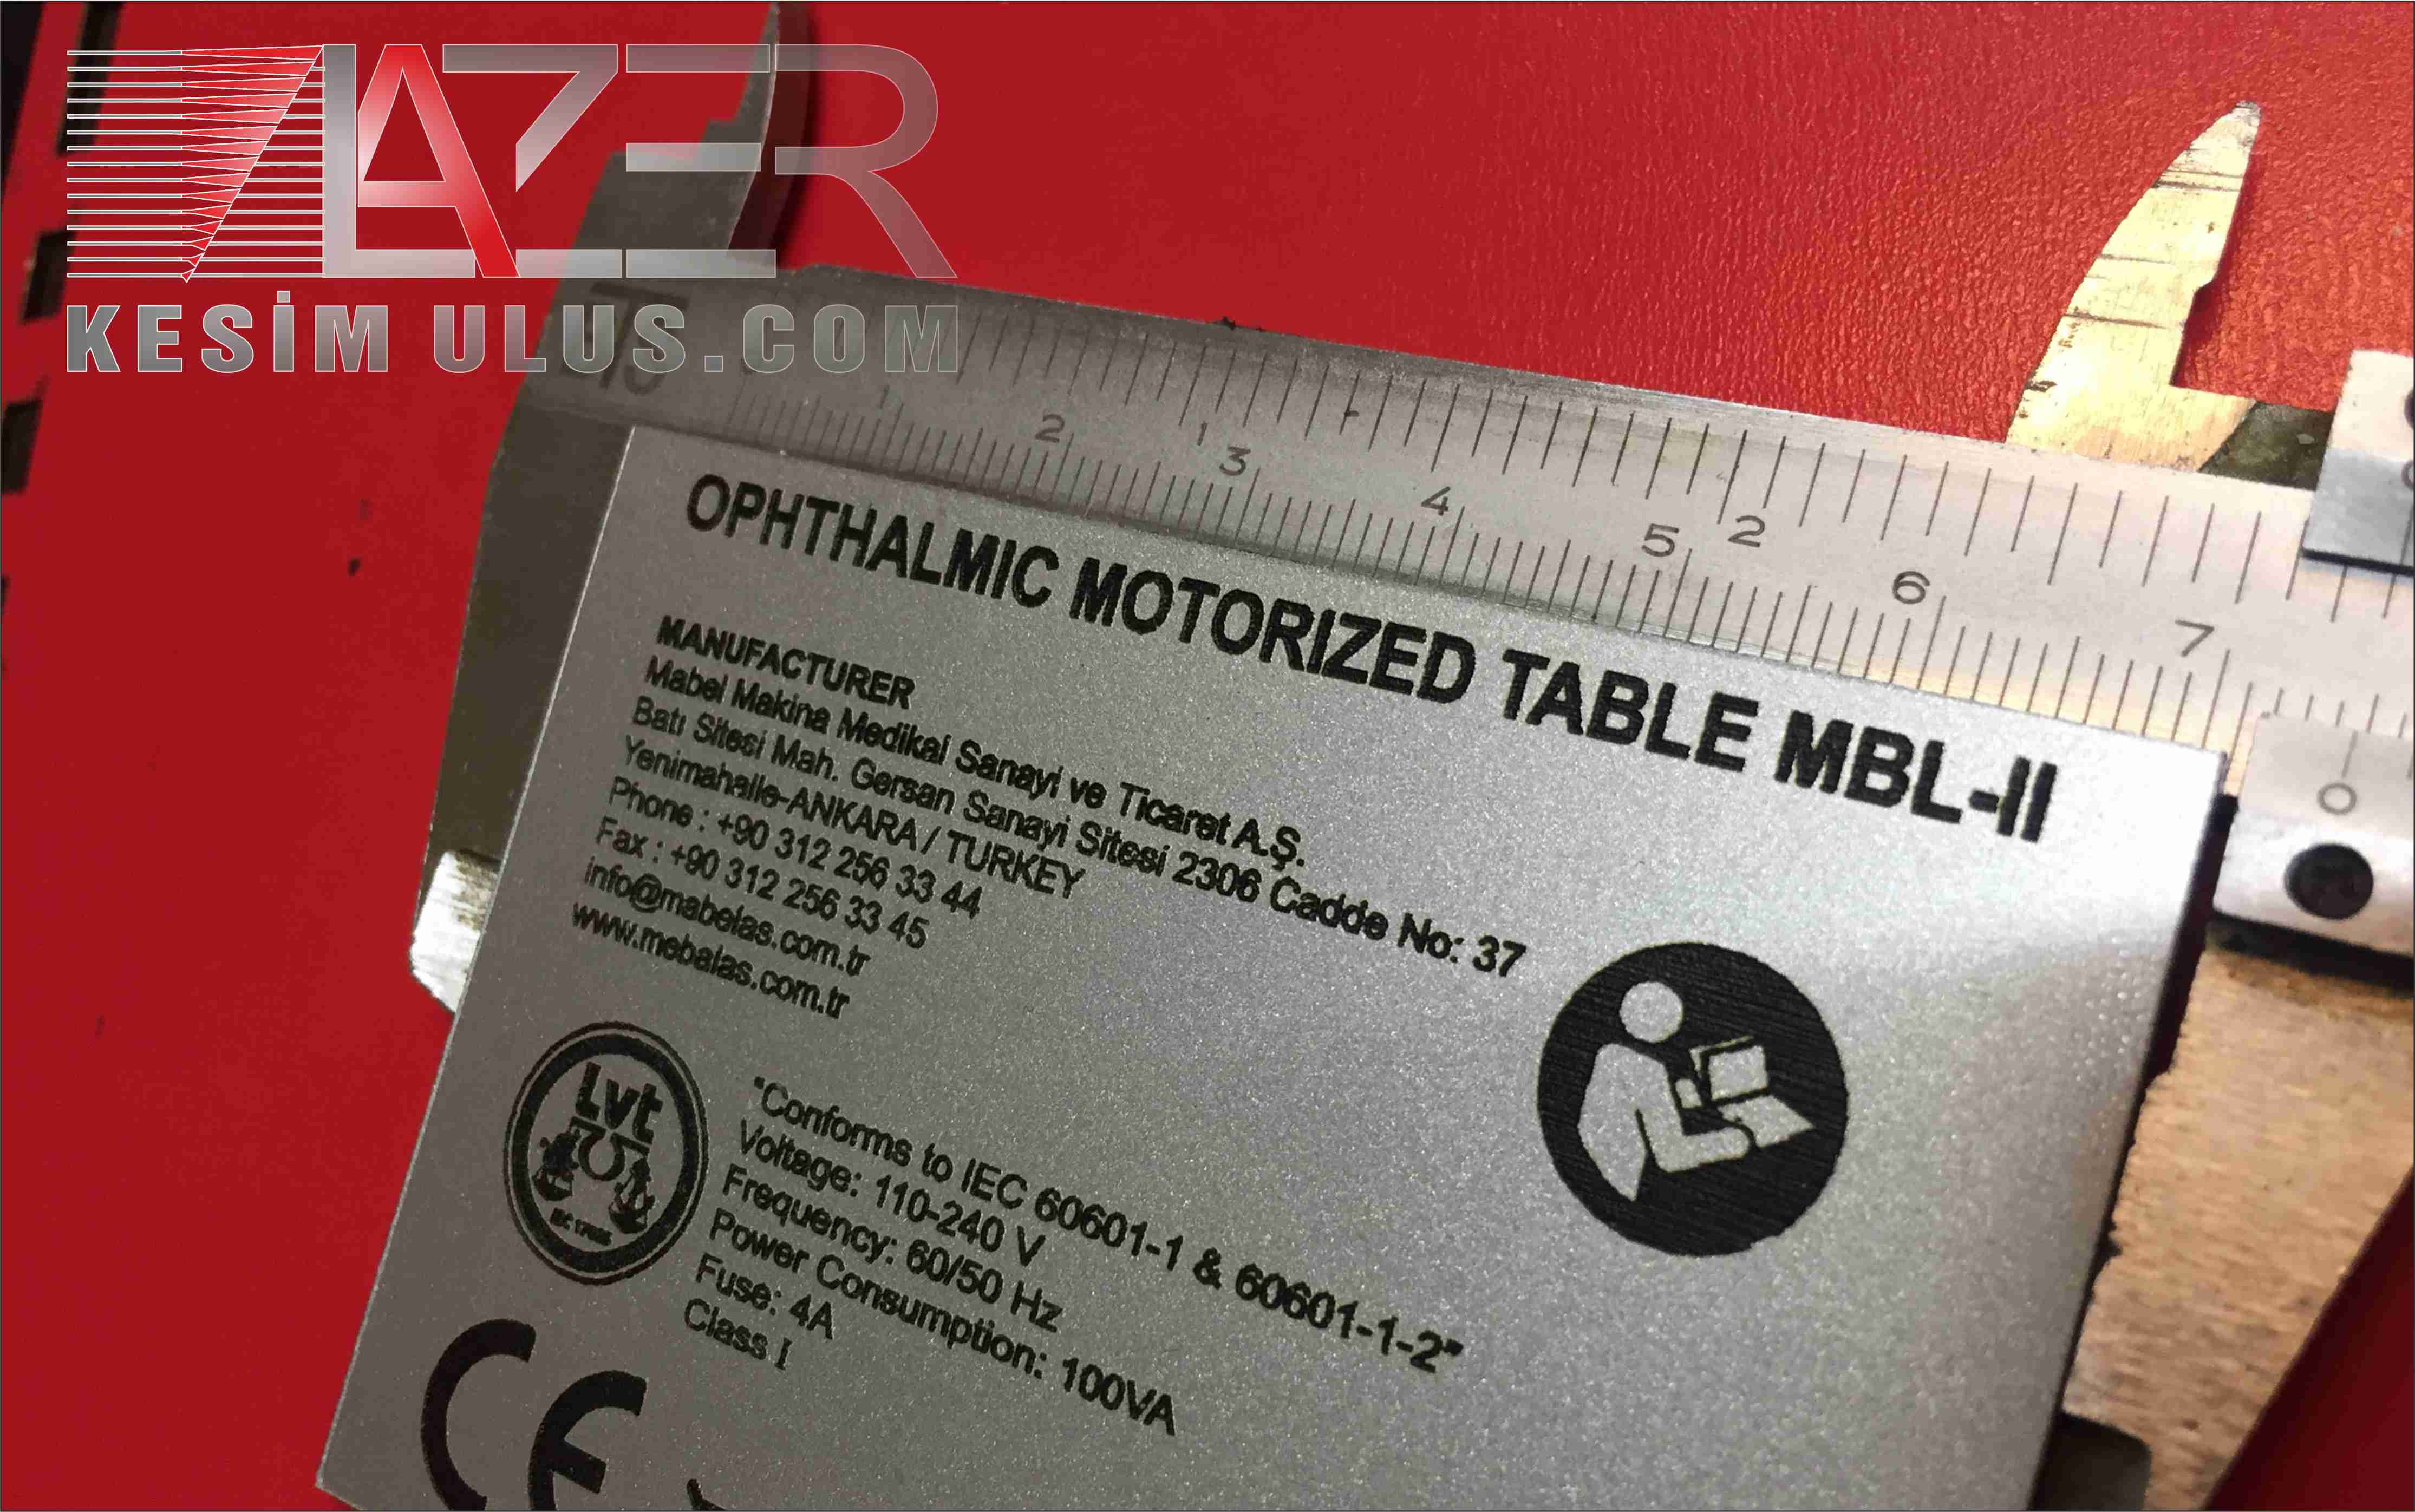 LAZER
KESİM ULUS.COM
1 2 3 4 5 6 7
1 2
0
OPHTHALMIC MOTORIZED TABLE MBL-II
MANUFACTURER
Mabel Makina Medikal Sanayi ve Ticaret A.Ş.
Batı Sitesi Mah. Gersan Sanayi Sitesi 2306 Cadde No: 37
Yenimahalle-ANKARA / TURKEY
Phone : +90 312 256 33 44
Fax : +90 312 256 33 45
info@mabelas.com.tr
www.mebalas.com.tr
Lvt
"Conforms to IEC 60601-1 & 60601-1-2"
Voltage: 110-240 V
Frequency: 60/50 Hz
Power Consumption: 100VA
Fuse: 4A
Class I
CE